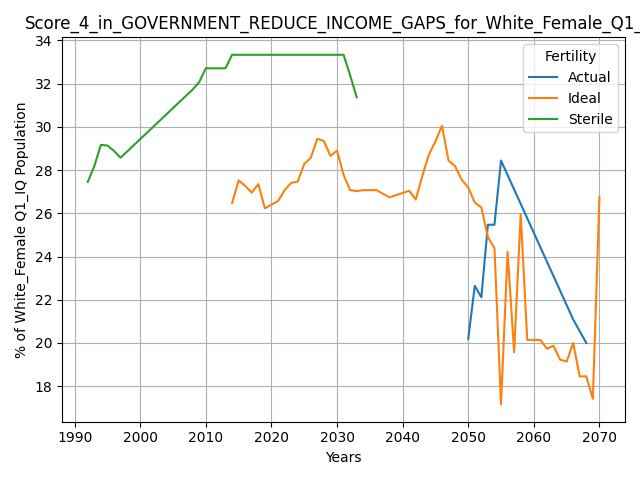 Score_4_in_GOVERNMENT_REDUCE_INCOME_GAPS_for_White_Female_Q1_
% of White_Female Q1_IQ Population
34
32
30
28
26
24
22
20
18
Fertility
Actual
Ideal
Sterile
1990 2000 2010 2020 2030 2040 2050 2060 2070
Years